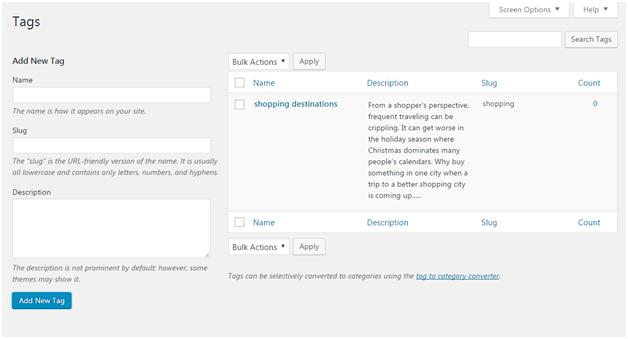 Screen Options ▼
Help ▼
Tags
Search Tags
Add New Tag
Name
The name is how it appears on your site.
Slug
The "slug" is the URL-friendly version of the name. It is usually
all lowercase and contains only letters, numbers, and hyphens.
Description
The description is not prominent by default; however, some
themes may show it.
Add New Tag
Bulk Actions ▼
Apply
Name Description Slug Count
shopping destinations
From a shopper's perspective,
frequent traveling can be
crippling. It can get worse in
the holiday season where
Christmas dominates many
people's calendars. Why buy
something in one city when a
trip to a better shopping city
is coming up.....
shopping
0
Name Description Slug Count
Bulk Actions ▼
Apply
Tags can be selectively converted to categories using the tag to category converter.